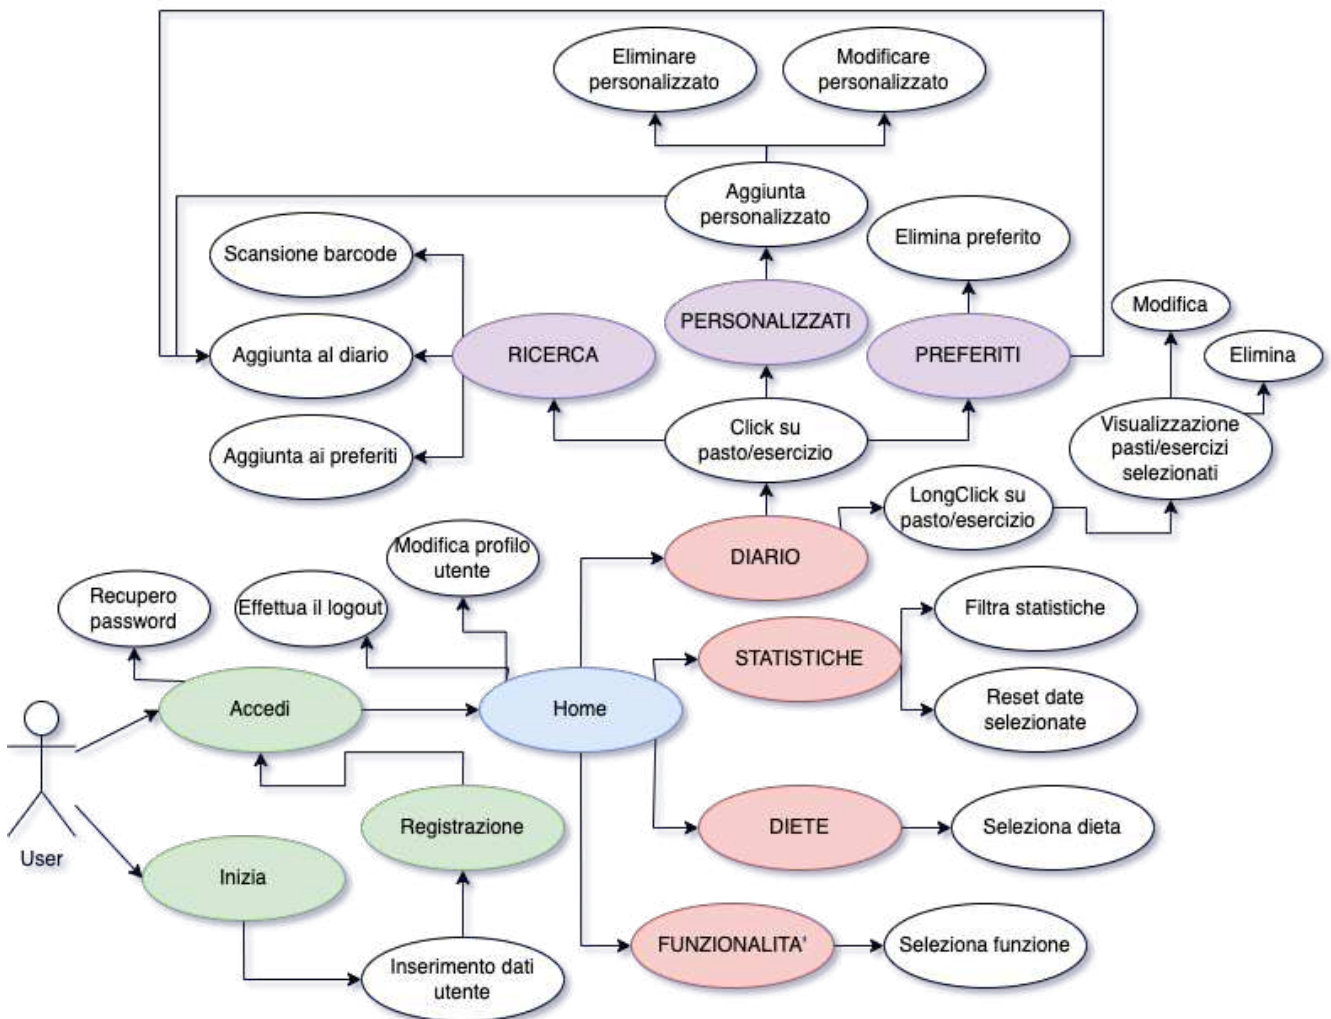 Eliminare
personalizzato
Modificare
personalizzato
Aggiunta
personalizzato
Scansione barcode
Elimina preferito
Modifica
PERSONALIZZATI
Aggiunta al diario
RICERCA
PREFERITI
Elimina
Aggiunta ai preferiti
Click su
pasto/esercizio
Visualizzazione
pasti/esercizi
selezionati
LongClick su
pasto/esercizio
Modifica profilo
utente
DIARIO
Recupero
password
Effettua il logout
Filtra statistiche
STATISTICHE
Accedi
Home
Reset date
selezionate
Registrazione
DIETE
Seleziona dieta
User
Inizia
FUNZIONALITA'
Seleziona funzione
Inserimento dati
utente